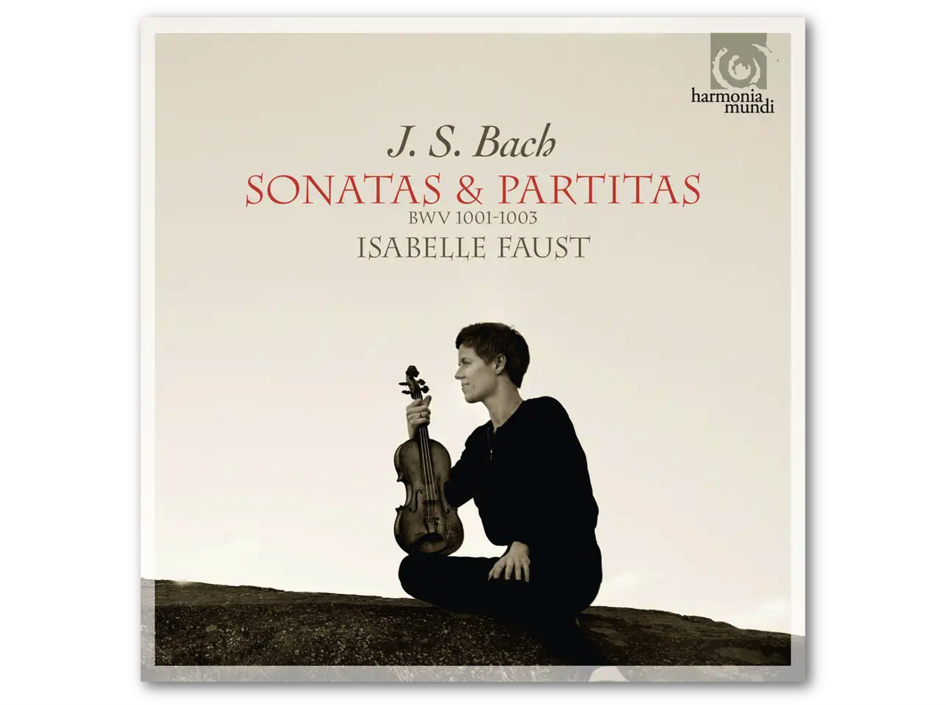 harmonia
mundi
J. S. Bach
SONATAS & PARTITAS
BWV 1001-1003
ISABELLE FAUST